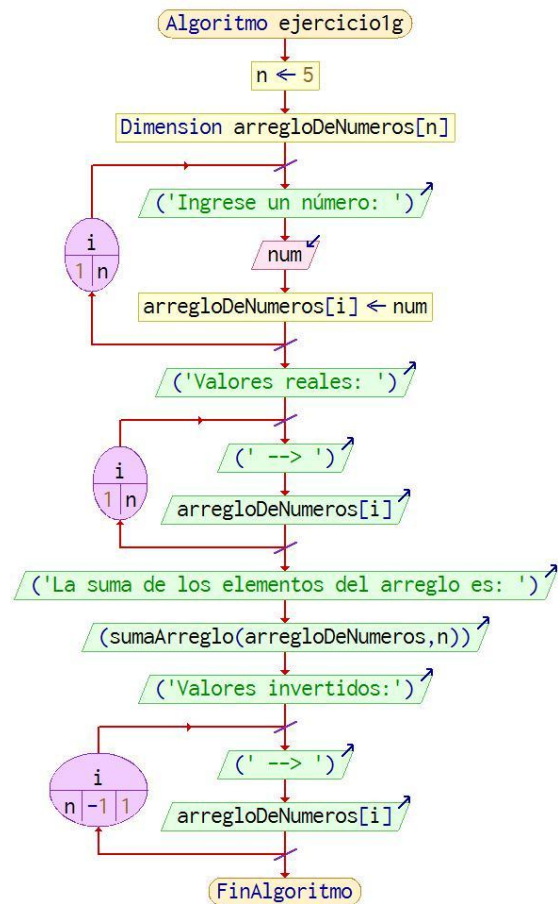 Algoritmo ejercicio1g
n ← 5
Dimension arregloDeNumeros[n]
('Ingrese un número: ')
i
1 n
num
arregloDeNumeros[i] ← num
('Valores reales: ')
i
1 n
(' --> ')
arregloDeNumeros[i]
('La suma de los elementos del arreglo es: ')
(sumaArreglo(arregloDeNumeros,n))
('Valores invertidos:')
i
n -1 1
(' --> ')
arregloDeNumeros[i]
FinAlgoritmo